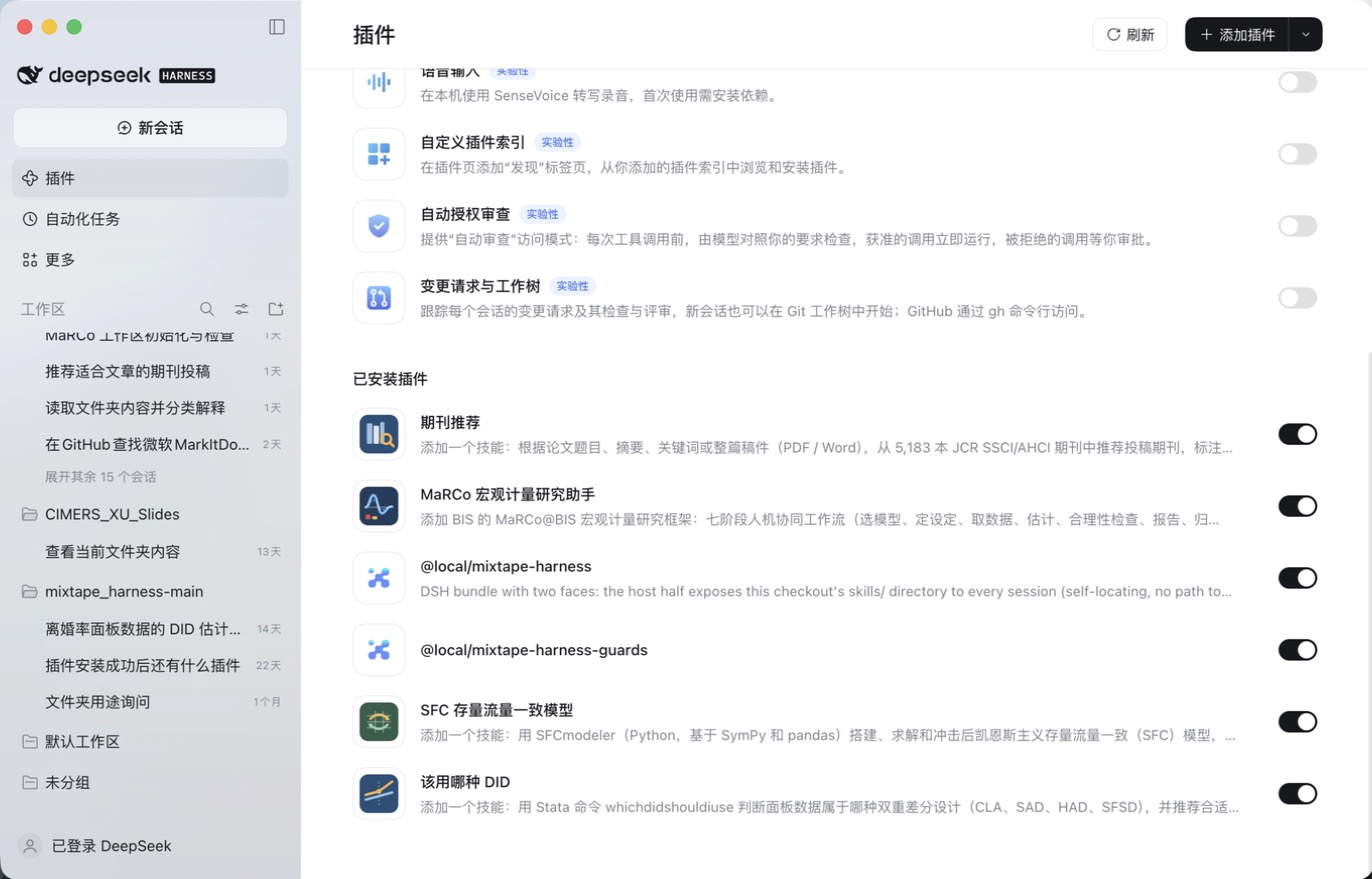 deepseek HARNESS
新会话
插件
自动化任务
更多
工作区
MaRCo 工作区初始化与检查 1天
推荐适合文章的期刊投稿 1天
读取文件夹内容并分类解释 1天
在 GitHub 查找微软 MarkItDo... 2天
展开其余 15 个会话
CIMERS_XU_Slides
查看当前文件夹内容 13天
mixtape_harness-main
离婚率面板数据的 DID 估计... 14天
插件安装成功后还有什么插件 22天
文件夹用途询问 1个月
默认工作区
未分组
已登录 DeepSeek
插件
刷新
添加插件
语音输入 实验性
在本机使用 SenseVoice 转写录音，首次使用需安装依赖。
自定义插件索引 实验性
在插件页添加“发现”标签页，从你添加的插件索引中浏览和安装插件。
自动授权审查 实验性
提供“自动审查”访问模式：每次工具调用前，由模型对照你的要求检查，获准的调用立即运行，被拒绝的调用等你审批。
变更请求与工作树 实验性
跟踪每个会话的变更请求及其检查与评审，新会话也可以在 Git 工作树中开始；GitHub 通过 gh 命令行访问。
已安装插件
期刊推荐
添加一个技能：根据论文题目、摘要、关键词或整篇稿件（PDF / Word），从 5,183 本 JCR SSCI/AHCI 期刊中推荐投稿期刊，标注...
MaRCo 宏观计量研究助手
添加 BIS 的 MaRCo@BIS 宏观计量研究框架：七阶段人机协同工作流（选模型、定设定、取数据、估计、合理性检查、报告、归...
@local/mixtape-harness
DSH bundle with two faces: the host half exposes this checkout's skills/ directory to every session (self-locating, no path to...
@local/mixtape-harness-guards
SFC 存量流量一致模型
添加一个技能：用 SFCmodeler（Python，基于 SymPy 和 pandas）搭建、求解和冲击后凯恩斯主义存量流量一致（SFC）模型，...
该用哪种 DID
添加一个技能：用 Stata 命令 whichdidshouldiuse 判断面板数据属于哪种双重差分设计（CLA、SAD、HAD、SFSD），并推荐合适...